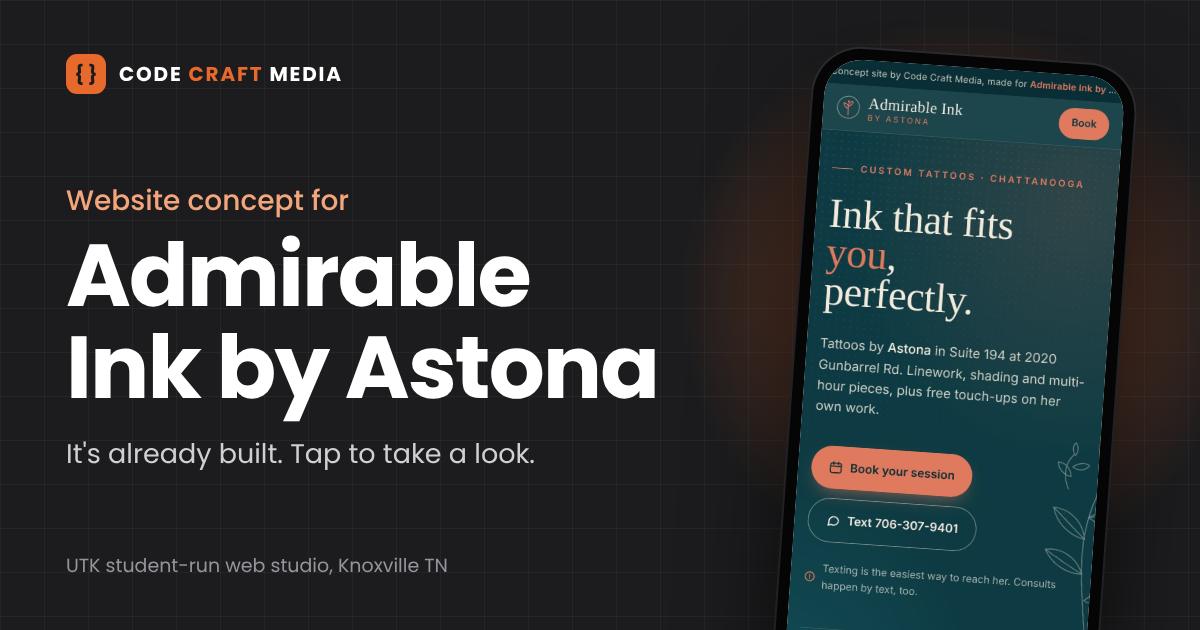 { } CODE CRAFT MEDIA
Website concept for
Admirable
Ink by Astona
It's already built. Tap to take a look.
UTK student-run web studio, Knoxville TN
Concept site by Code Craft Media, made for Admirable Ink by ...
Admirable Ink
BY ASTONA
Book
CUSTOM TATTOOS · CHATTANOOGA
Ink that fits
you,
perfectly.
Tattoos by Astona in Suite 194 at 2020
Gunbarrel Rd. Linework, shading and multi-
hour pieces, plus free touch-ups on her
own work.
Book your session
Text 706-307-9401
Texting is the easiest way to reach her. Consults
happen by text, too.